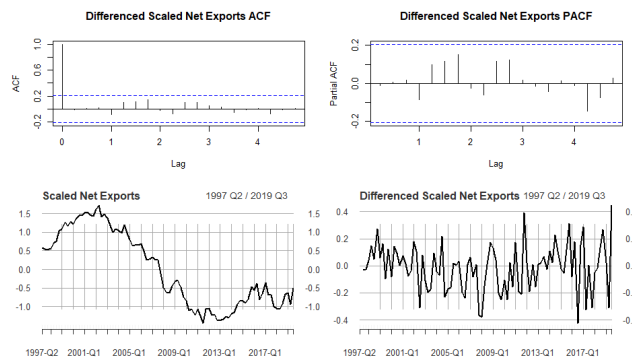 Differenced Scaled Net Exports ACF
ACF
1.0
0.6
0.2
-0.2
0 1 2 3 4
Lag
Differenced Scaled Net Exports PACF
Partial ACF
0.2
0.0
-0.2
1 2 3 4
Lag
Scaled Net Exports 1997 Q2 / 2019 Q3
1.5 1.5
1.0 1.0
0.5 0.5
0.0 0.0
-0.5 -0.5
-1.0 -1.0
1997-Q2 2001-Q1 2005-Q1 2009-Q1 2013-Q1 2017-Q1
Differenced Scaled Net Exports 1997 Q2 / 2019 Q3
0.4 0.
0.2 0.
0.0 0.
-0.2 -0.
-0.4 -0.
1997-Q2 2001-Q1 2005-Q1 2009-Q1 2013-Q1 2017-Q1